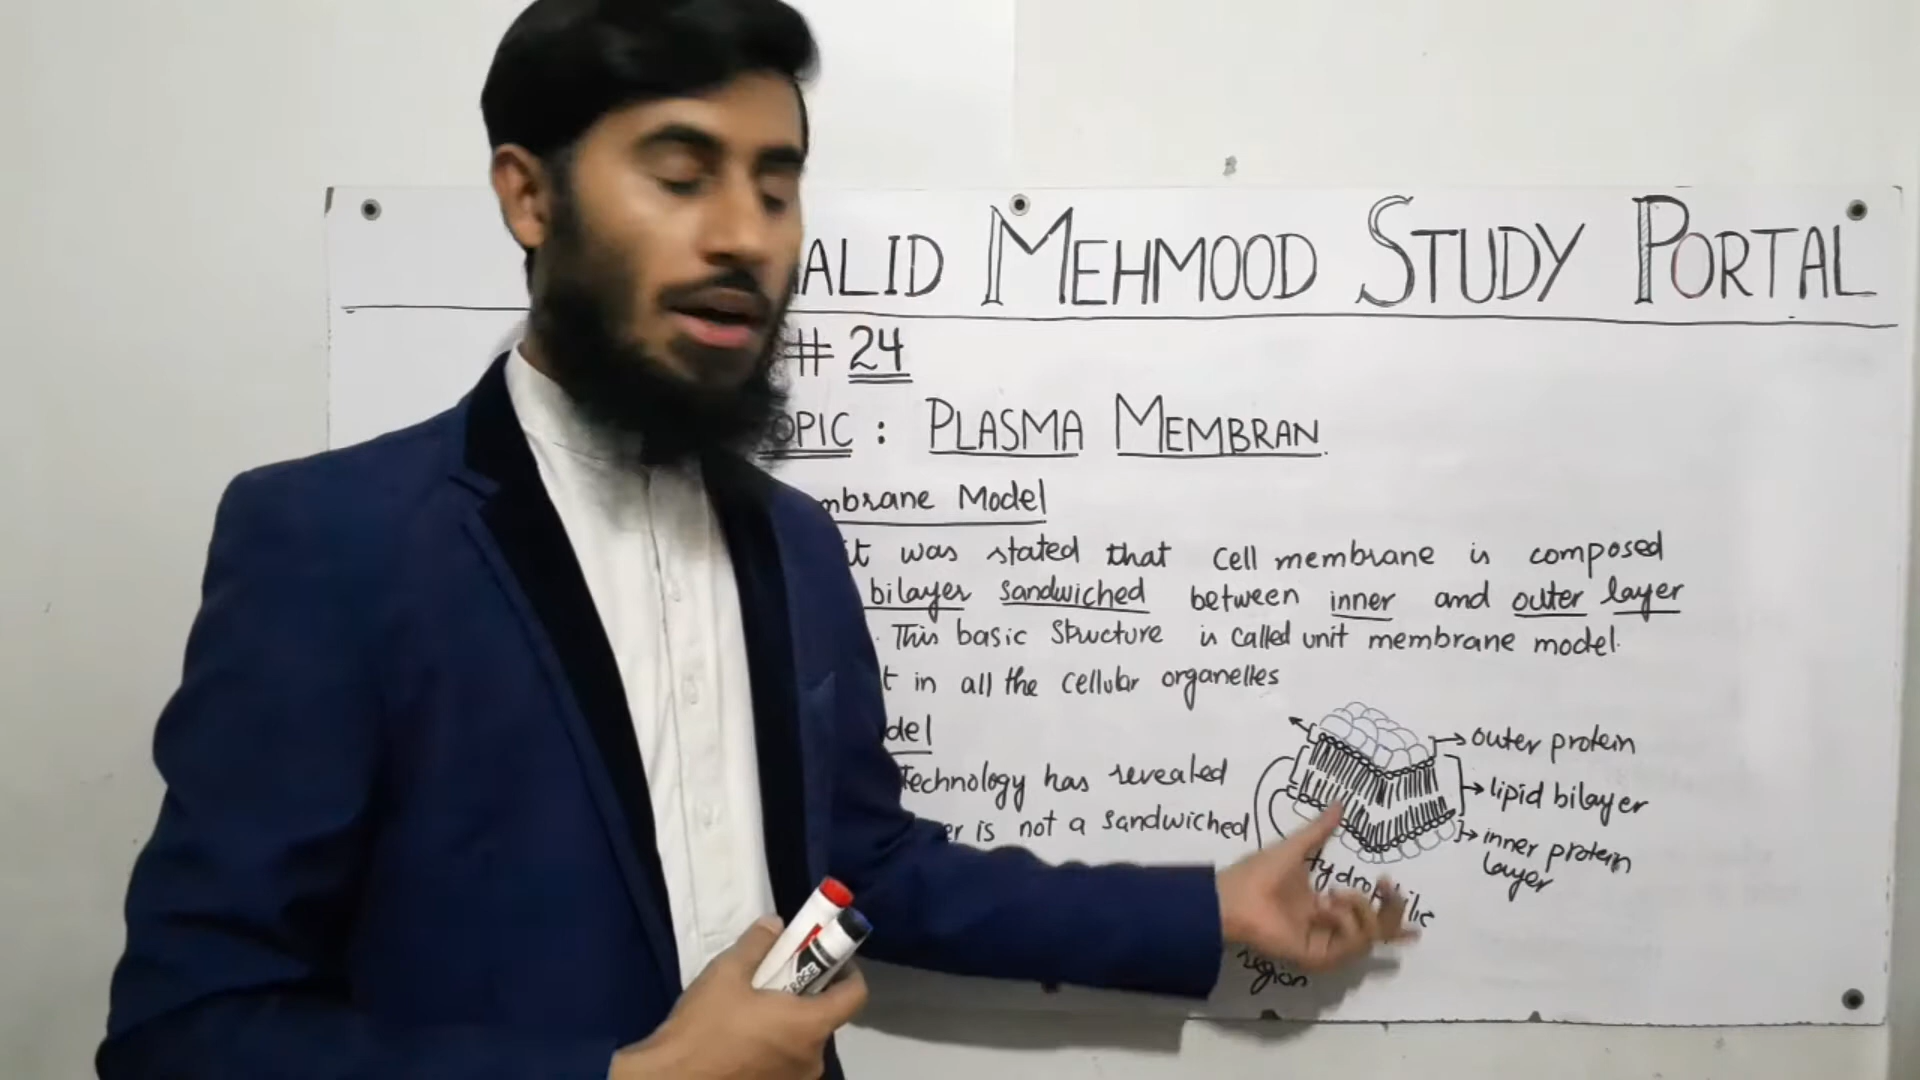 ALID MEHMOOD STUDY PORTAL
# 24
OPIC : PLASMA MEMBRAN
mbrane Model
it was stated that cell membrane is composed
bilayer sandwiched between inner and outer layer
. This basic structure is called unit membrane model.
t in all the cellular organelles
del
Technology has revealed
er is not a sandwiched
outer protein
lipid bilayer
inner protein
layer
region